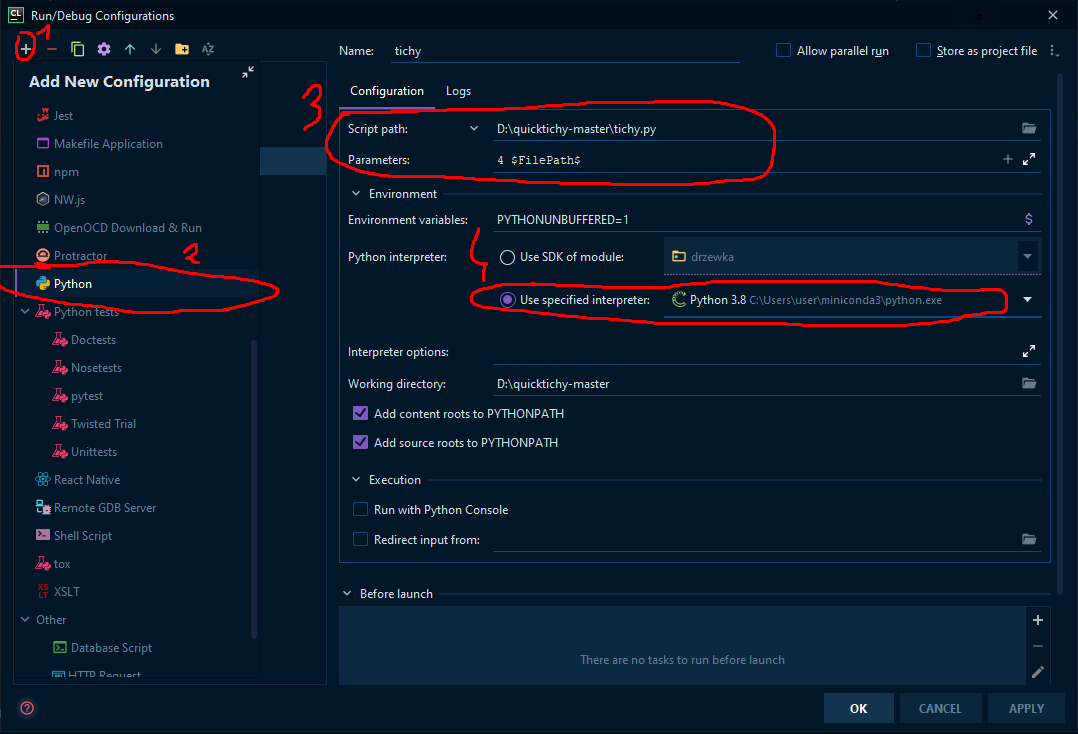 CL Run/Debug Configurations
1
Add New Configuration
Jest
Makefile Application
npm
NW.js
OpenOCD Download & Run
Protractor
2
Python
Python tests
Doctests
Nosetests
pytest
Twisted Trial
Unittests
React Native
Remote GDB Server
Shell Script
tox
XSLT
Other
Database Script
HTTP Request
Name: tichy
Allow parallel run
Store as project file
Configuration Logs
3
Script path: D:\quicktichy-master\tichy.py
Parameters: 4 $FilePath$
Environment
Environment variables: PYTHONUNBUFFERED=1
Python interpreter: Use SDK of module: drzewka
4
Use specified interpreter: Python 3.8 C:\Users\user\miniconda3\python.exe
Interpreter options:
Working directory: D:\quicktichy-master
Add content roots to PYTHONPATH
Add source roots to PYTHONPATH
Execution
Run with Python Console
Redirect input from:
Before launch
There are no tasks to run before launch
OK CANCEL APPLY